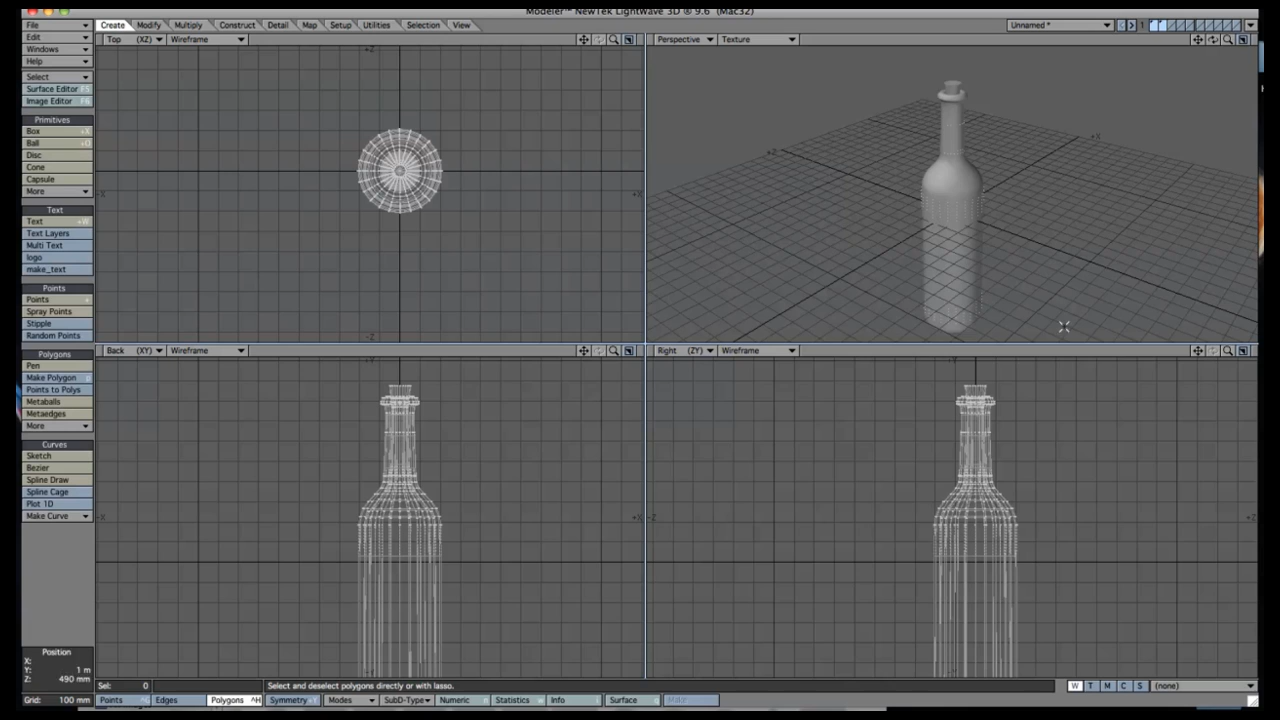 Modeler™ NewTek LightWave 3D ® 9.6 (Mac32)
File Create Modify Multiply Construct Detail Map Setup Utilities Selection View Unnamed * 1
Edit Top (XZ) Wireframe Perspective Texture
Windows
Help
Select
Surface Editor F5
Image Editor F6
Primitives
Box +X
Ball +O
Disc
Cone
Capsule
More
Text
Text +W
Text Layers
Multi Text
logo
make_text
Points
Points +
Spray Points
Stipple
Random Points
Polygons
Back (XY) Wireframe Right (ZY) Wireframe
Pen
Make Polygon
Points to Polys
Metaballs
Metaedges
More
Curves
Sketch
Bezier
Spline Draw
Spline Cage
Plot 1D
Make Curve
+Z
-X
+X
-Z
+X
+Z
-X
+X
-Z
+Z
Position
X:
Y: 1 m
Z: 490 mm
Sel: 0 Select and deselect polygons directly or with lasso. W T M C S (none)
Grid: 100 mm Points ^G Edges Polygons ^H Symmetry +Y Modes SubD-Type Numeric n Statistics w Info i Surface q